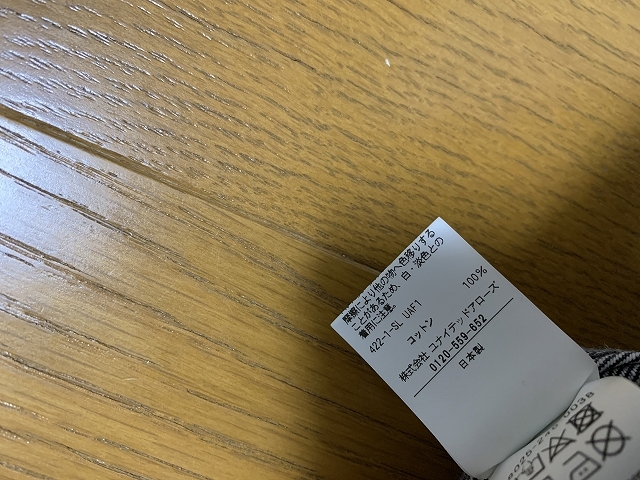 摩擦により他の物へ色移りする
ことがあるため、白・淡色との
着用に注意。
422-1-SL UAF1
コットン 100%
株式会社 ユナイテッドアローズ
0120-559-652
日本製